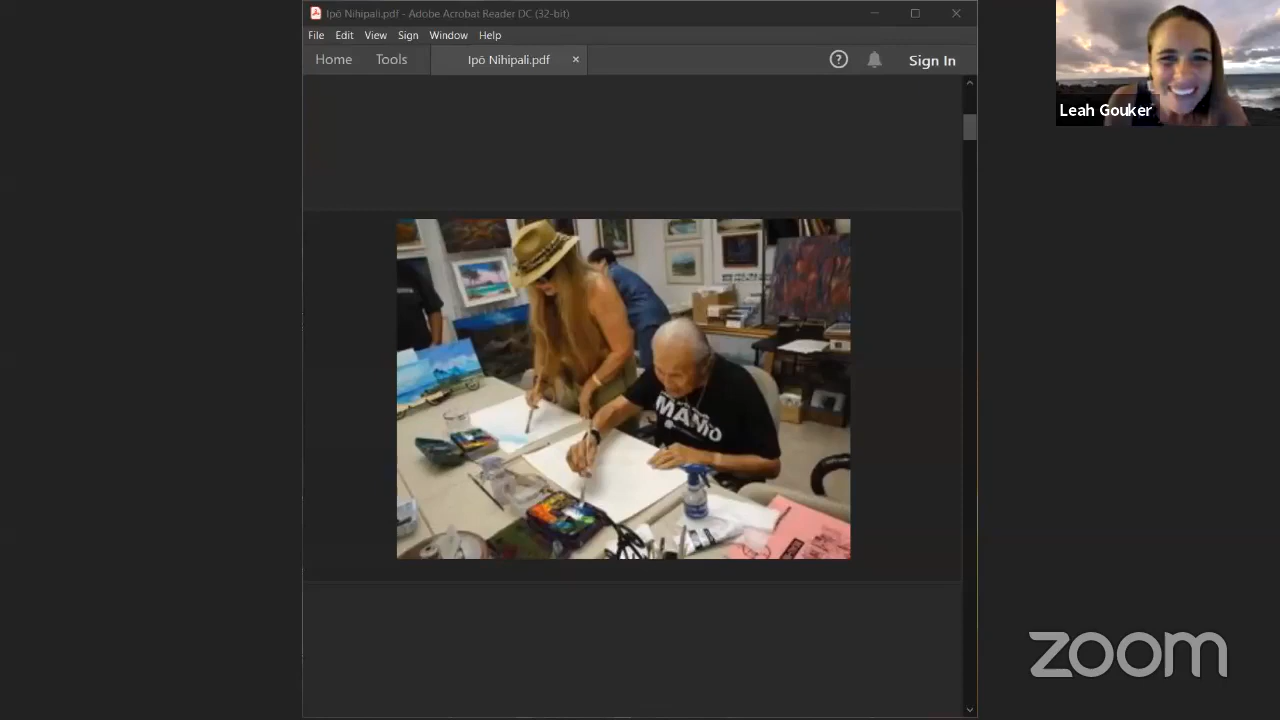 Ipō Nihipali.pdf - Adobe Acrobat Reader DC (32-bit)
File Edit View Sign Window Help
Home Tools Ipō Nihipali.pdf × ? Sign In
Leah Gouker
MAMO
zoom